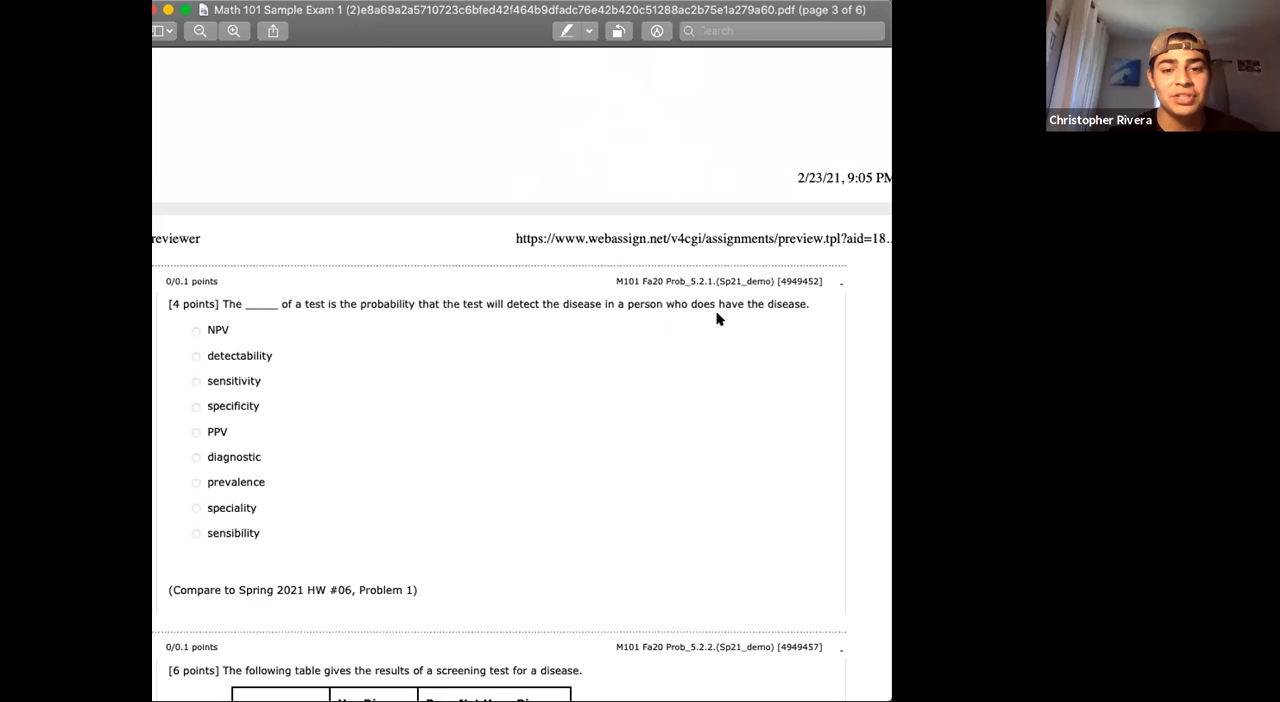 Math 101 Sample Exam 1 (2)e8a69a2a5710723c6bfed42f464b9dfadc76e42b420c51288ac2b75e1a279a60.pdf (page 3 of 6)
Search
Christopher Rivera
2/23/21, 9:05 PM
reviewer
https://www.webassign.net/v4cgi/assignments/preview.tpl?aid=18...
0/0.1 points
M101 Fa20 Prob_5.2.1.(Sp21_demo) [4949452]
[4 points] The _____ of a test is the probability that the test will detect the disease in a person who does have the disease.
NPV
detectability
sensitivity
specificity
PPV
diagnostic
prevalence
speciality
sensibility
(Compare to Spring 2021 HW #06, Problem 1)
0/0.1 points
M101 Fa20 Prob_5.2.2.(Sp21_demo) [4949457]
[6 points] The following table gives the results of a screening test for a disease.